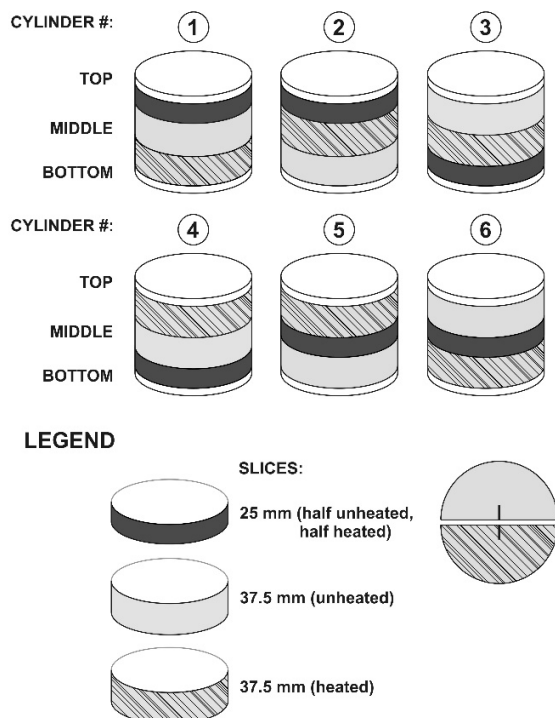 CYLINDER #: 1 2 3
TOP
MIDDLE
BOTTOM
CYLINDER #: 4 5 6
TOP
MIDDLE
BOTTOM
LEGEND
SLICES:
25 mm (half unheated,
half heated)
37.5 mm (unheated)
37.5 mm (heated)